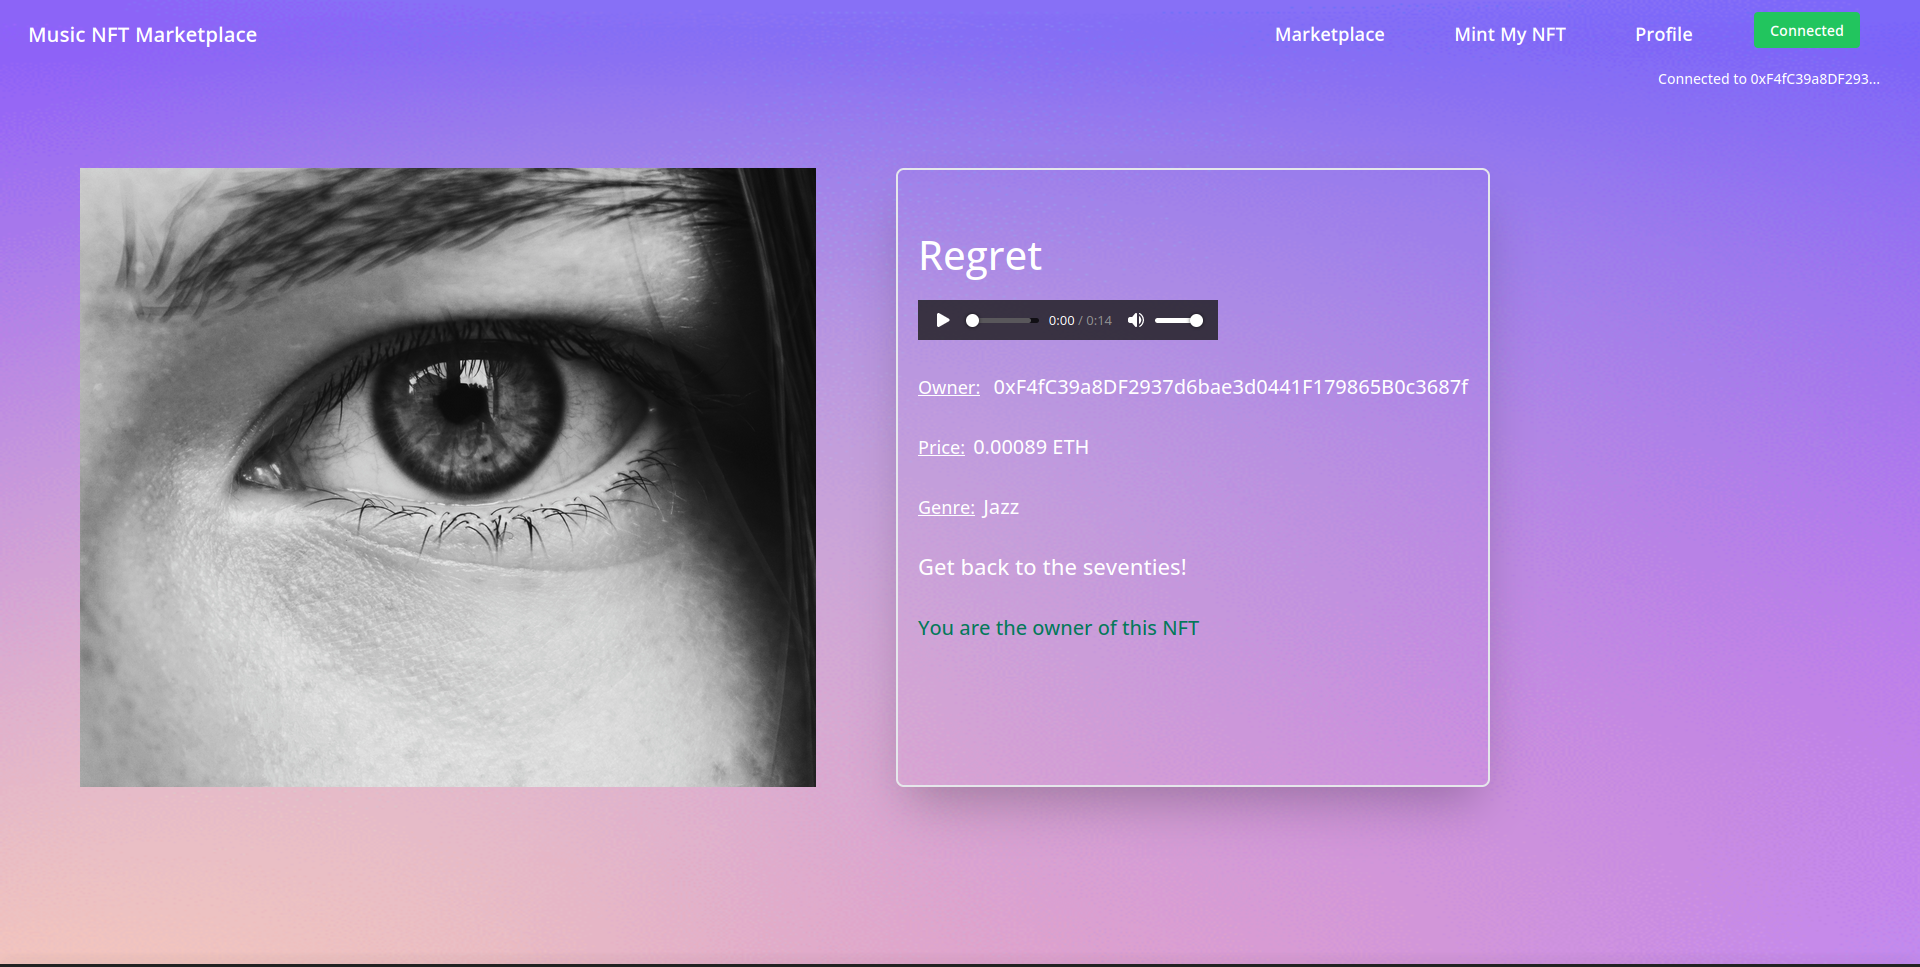 Music NFT Marketplace
Marketplace
Mint My NFT
Profile
Connected
Connected to 0xF4fC39a8DF293...
Regret
0:00 / 0:14
Owner: 0xF4fC39a8DF2937d6bae3d0441F179865B0c3687f
Price: 0.00089 ETH
Genre: Jazz
Get back to the seventies!
You are the owner of this NFT